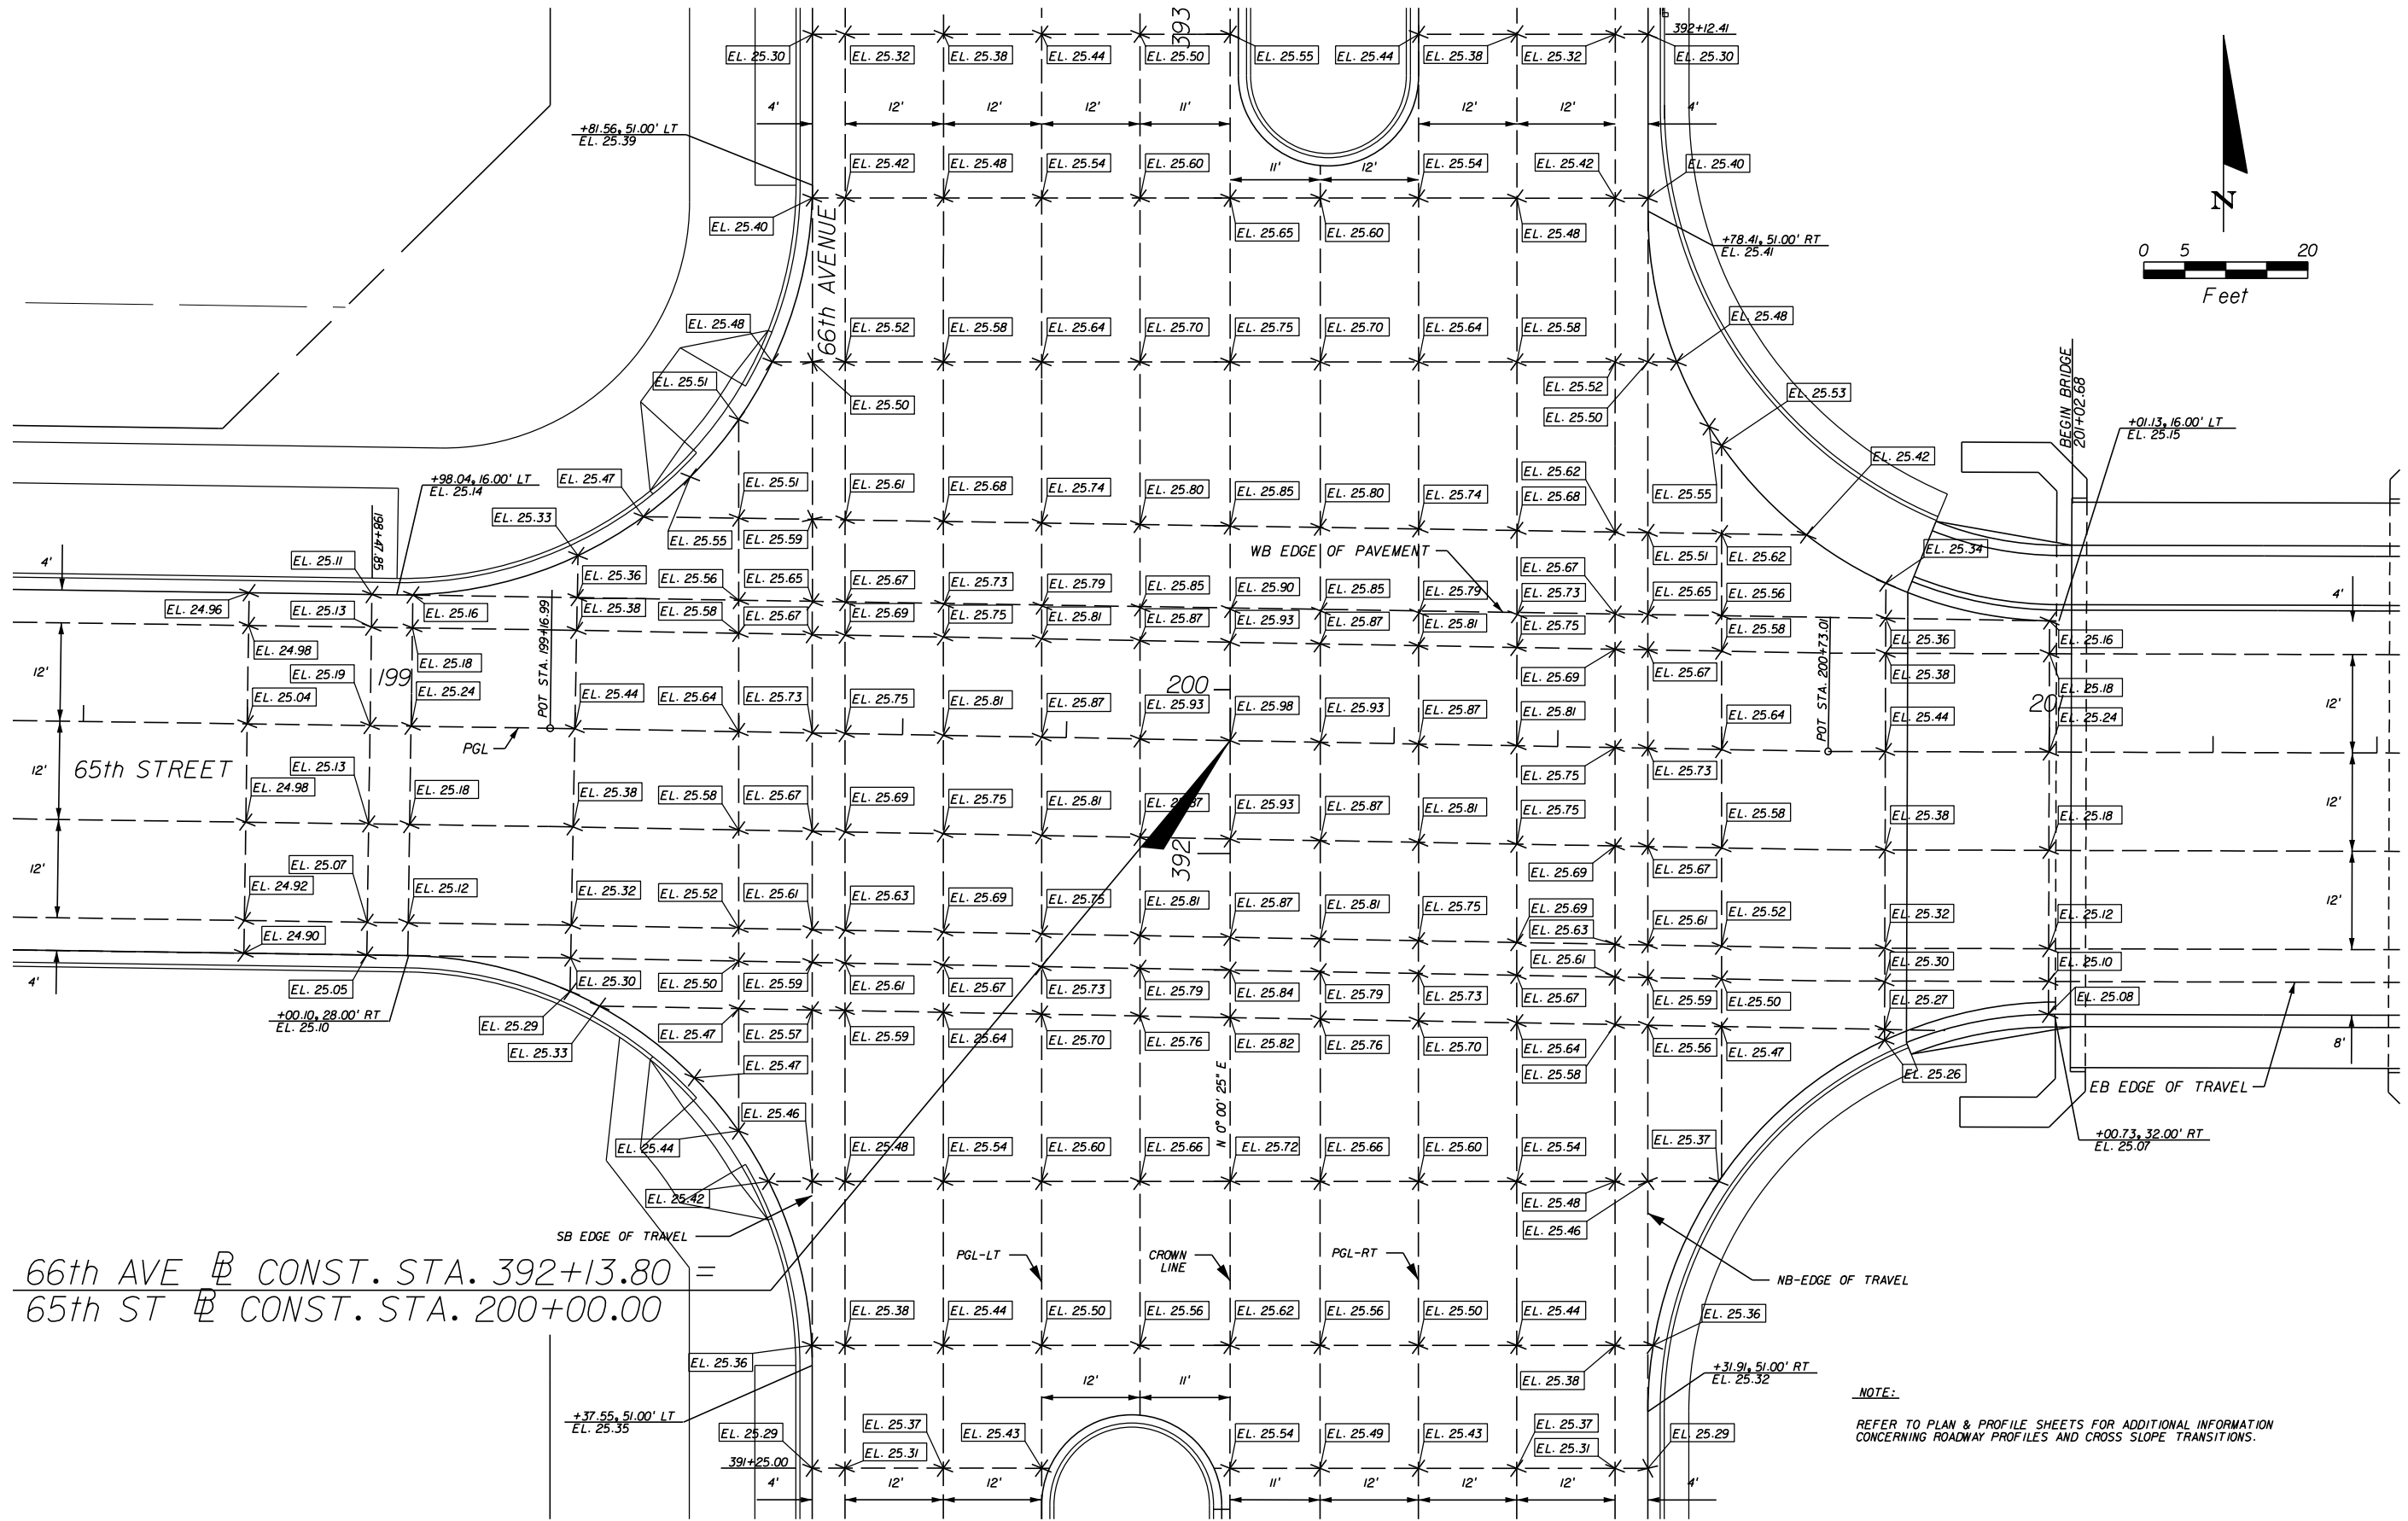 393
392+12.41
EL. 25.30
EL. 25.32
EL. 25.38
EL. 25.44
EL. 25.50
EL. 25.55
EL. 25.44
EL. 25.38
EL. 25.32
EL. 25.30
4'
12'
12'
12'
11'
12'
12'
4'
+81.56, 51.00' LT
EL. 25.39
EL. 25.42
EL. 25.48
EL. 25.54
EL. 25.60
11'
12'
EL. 25.54
EL. 25.42
EL. 25.40
EL. 25.40
66th AVENUE
EL. 25.65
EL. 25.60
EL. 25.48
+78.41, 51.00' RT
EL. 25.41
0 5 20
Feet
N
EL. 25.48
EL. 25.52
EL. 25.58
EL. 25.64
EL. 25.70
EL. 25.75
EL. 25.70
EL. 25.64
EL. 25.58
EL. 25.48
EL. 25.51
EL. 25.50
EL. 25.52
EL. 25.50
EL. 25.53
BEGIN BRIDGE
201+02.68
+01.13, 16.00' LT
EL. 25.15
+98.04, 16.00' LT
EL. 25.14
EL. 25.47
EL. 25.51
EL. 25.61
EL. 25.68
EL. 25.74
EL. 25.80
EL. 25.85
EL. 25.80
EL. 25.74
EL. 25.62
EL. 25.68
EL. 25.55
EL. 25.42
198+47.85
EL. 25.33
EL. 25.55
EL. 25.59
WB EDGE OF PAVEMENT
EL. 25.51
EL. 25.62
EL. 25.34
4'
EL. 25.11
EL. 25.36
EL. 25.56
EL. 25.65
EL. 25.67
EL. 25.73
EL. 25.79
EL. 25.85
EL. 25.90
EL. 25.85
EL. 25.79
EL. 25.67
EL. 25.73
EL. 25.65
EL. 25.56
4'
EL. 24.96
EL. 25.13
EL. 25.16
EL. 25.38
EL. 25.58
EL. 25.67
EL. 25.69
EL. 25.75
EL. 25.81
EL. 25.87
EL. 25.93
EL. 25.87
EL. 25.81
EL. 25.75
EL. 25.58
EL. 25.36
EL. 25.16
EL. 24.98
EL. 25.18
POT STA. 199+16.99
EL. 25.69
EL. 25.67
POT STA. 200+73.01
EL. 25.38
EL. 25.18
12'
EL. 25.19
199
200
201
12'
EL. 25.04
EL. 25.24
EL. 25.44
EL. 25.64
EL. 25.73
EL. 25.75
EL. 25.81
EL. 25.87
EL. 25.93
EL. 25.98
EL. 25.93
EL. 25.87
EL. 25.81
EL. 25.64
EL. 25.44
EL. 25.24
PGL
EL. 25.75
EL. 25.73
12'
65th STREET
EL. 25.13
12'
EL. 24.98
EL. 25.18
EL. 25.38
EL. 25.58
EL. 25.67
EL. 25.69
EL. 25.75
EL. 25.81
EL. 25.87
EL. 25.93
EL. 25.87
EL. 25.81
EL. 25.75
EL. 25.58
EL. 25.38
EL. 25.18
392
12'
EL. 25.07
EL. 25.69
EL. 25.67
12'
EL. 24.92
EL. 25.12
EL. 25.32
EL. 25.52
EL. 25.61
EL. 25.63
EL. 25.69
EL. 25.75
EL. 25.81
EL. 25.87
EL. 25.81
EL. 25.75
EL. 25.69
EL. 25.63
EL. 25.61
EL. 25.52
EL. 25.32
EL. 25.12
EL. 24.90
4'
EL. 25.05
EL. 25.30
EL. 25.50
EL. 25.59
EL. 25.61
EL. 25.67
EL. 25.73
EL. 25.79
EL. 25.84
EL. 25.79
EL. 25.73
EL. 25.61
EL. 25.67
EL. 25.59
EL. 25.50
EL. 25.30
EL. 25.10
EL. 25.27
EL. 25.08
+00.10, 28.00' RT
EL. 25.10
EL. 25.29
EL. 25.33
EL. 25.47
EL. 25.57
EL. 25.59
EL. 25.64
EL. 25.70
EL. 25.76
EL. 25.82
EL. 25.76
EL. 25.70
EL. 25.64
EL. 25.58
EL. 25.56
EL. 25.47
EL. 25.26
8'
EL. 25.47
N 0° 00' 25" E
EB EDGE OF TRAVEL
+00.73, 32.00' RT
EL. 25.07
EL. 25.46
EL. 25.44
EL. 25.48
EL. 25.54
EL. 25.60
EL. 25.66
EL. 25.72
EL. 25.66
EL. 25.60
EL. 25.54
EL. 25.37
EL. 25.42
EL. 25.48
EL. 25.46
SB EDGE OF TRAVEL
PGL-LT
CROWN
LINE
PGL-RT
NB-EDGE OF TRAVEL
66th AVE ℄ CONST. STA. 392+13.80 =
65th ST ℄ CONST. STA. 200+00.00
EL. 25.38
EL. 25.44
EL. 25.50
EL. 25.56
EL. 25.62
EL. 25.56
EL. 25.50
EL. 25.44
EL. 25.36
EL. 25.36
EL. 25.38
12'
11'
+31.91, 51.00' RT
EL. 25.32
+37.55, 51.00' LT
EL. 25.35
NOTE:
REFER TO PLAN & PROFILE SHEETS FOR ADDITIONAL INFORMATION
CONCERNING ROADWAY PROFILES AND CROSS SLOPE TRANSITIONS.
EL. 25.29
EL. 25.37
EL. 25.31
EL. 25.43
EL. 25.54
EL. 25.49
EL. 25.43
EL. 25.37
EL. 25.31
EL. 25.29
391+25.00
4'
12'
12'
11'
12'
12'
12'
4'